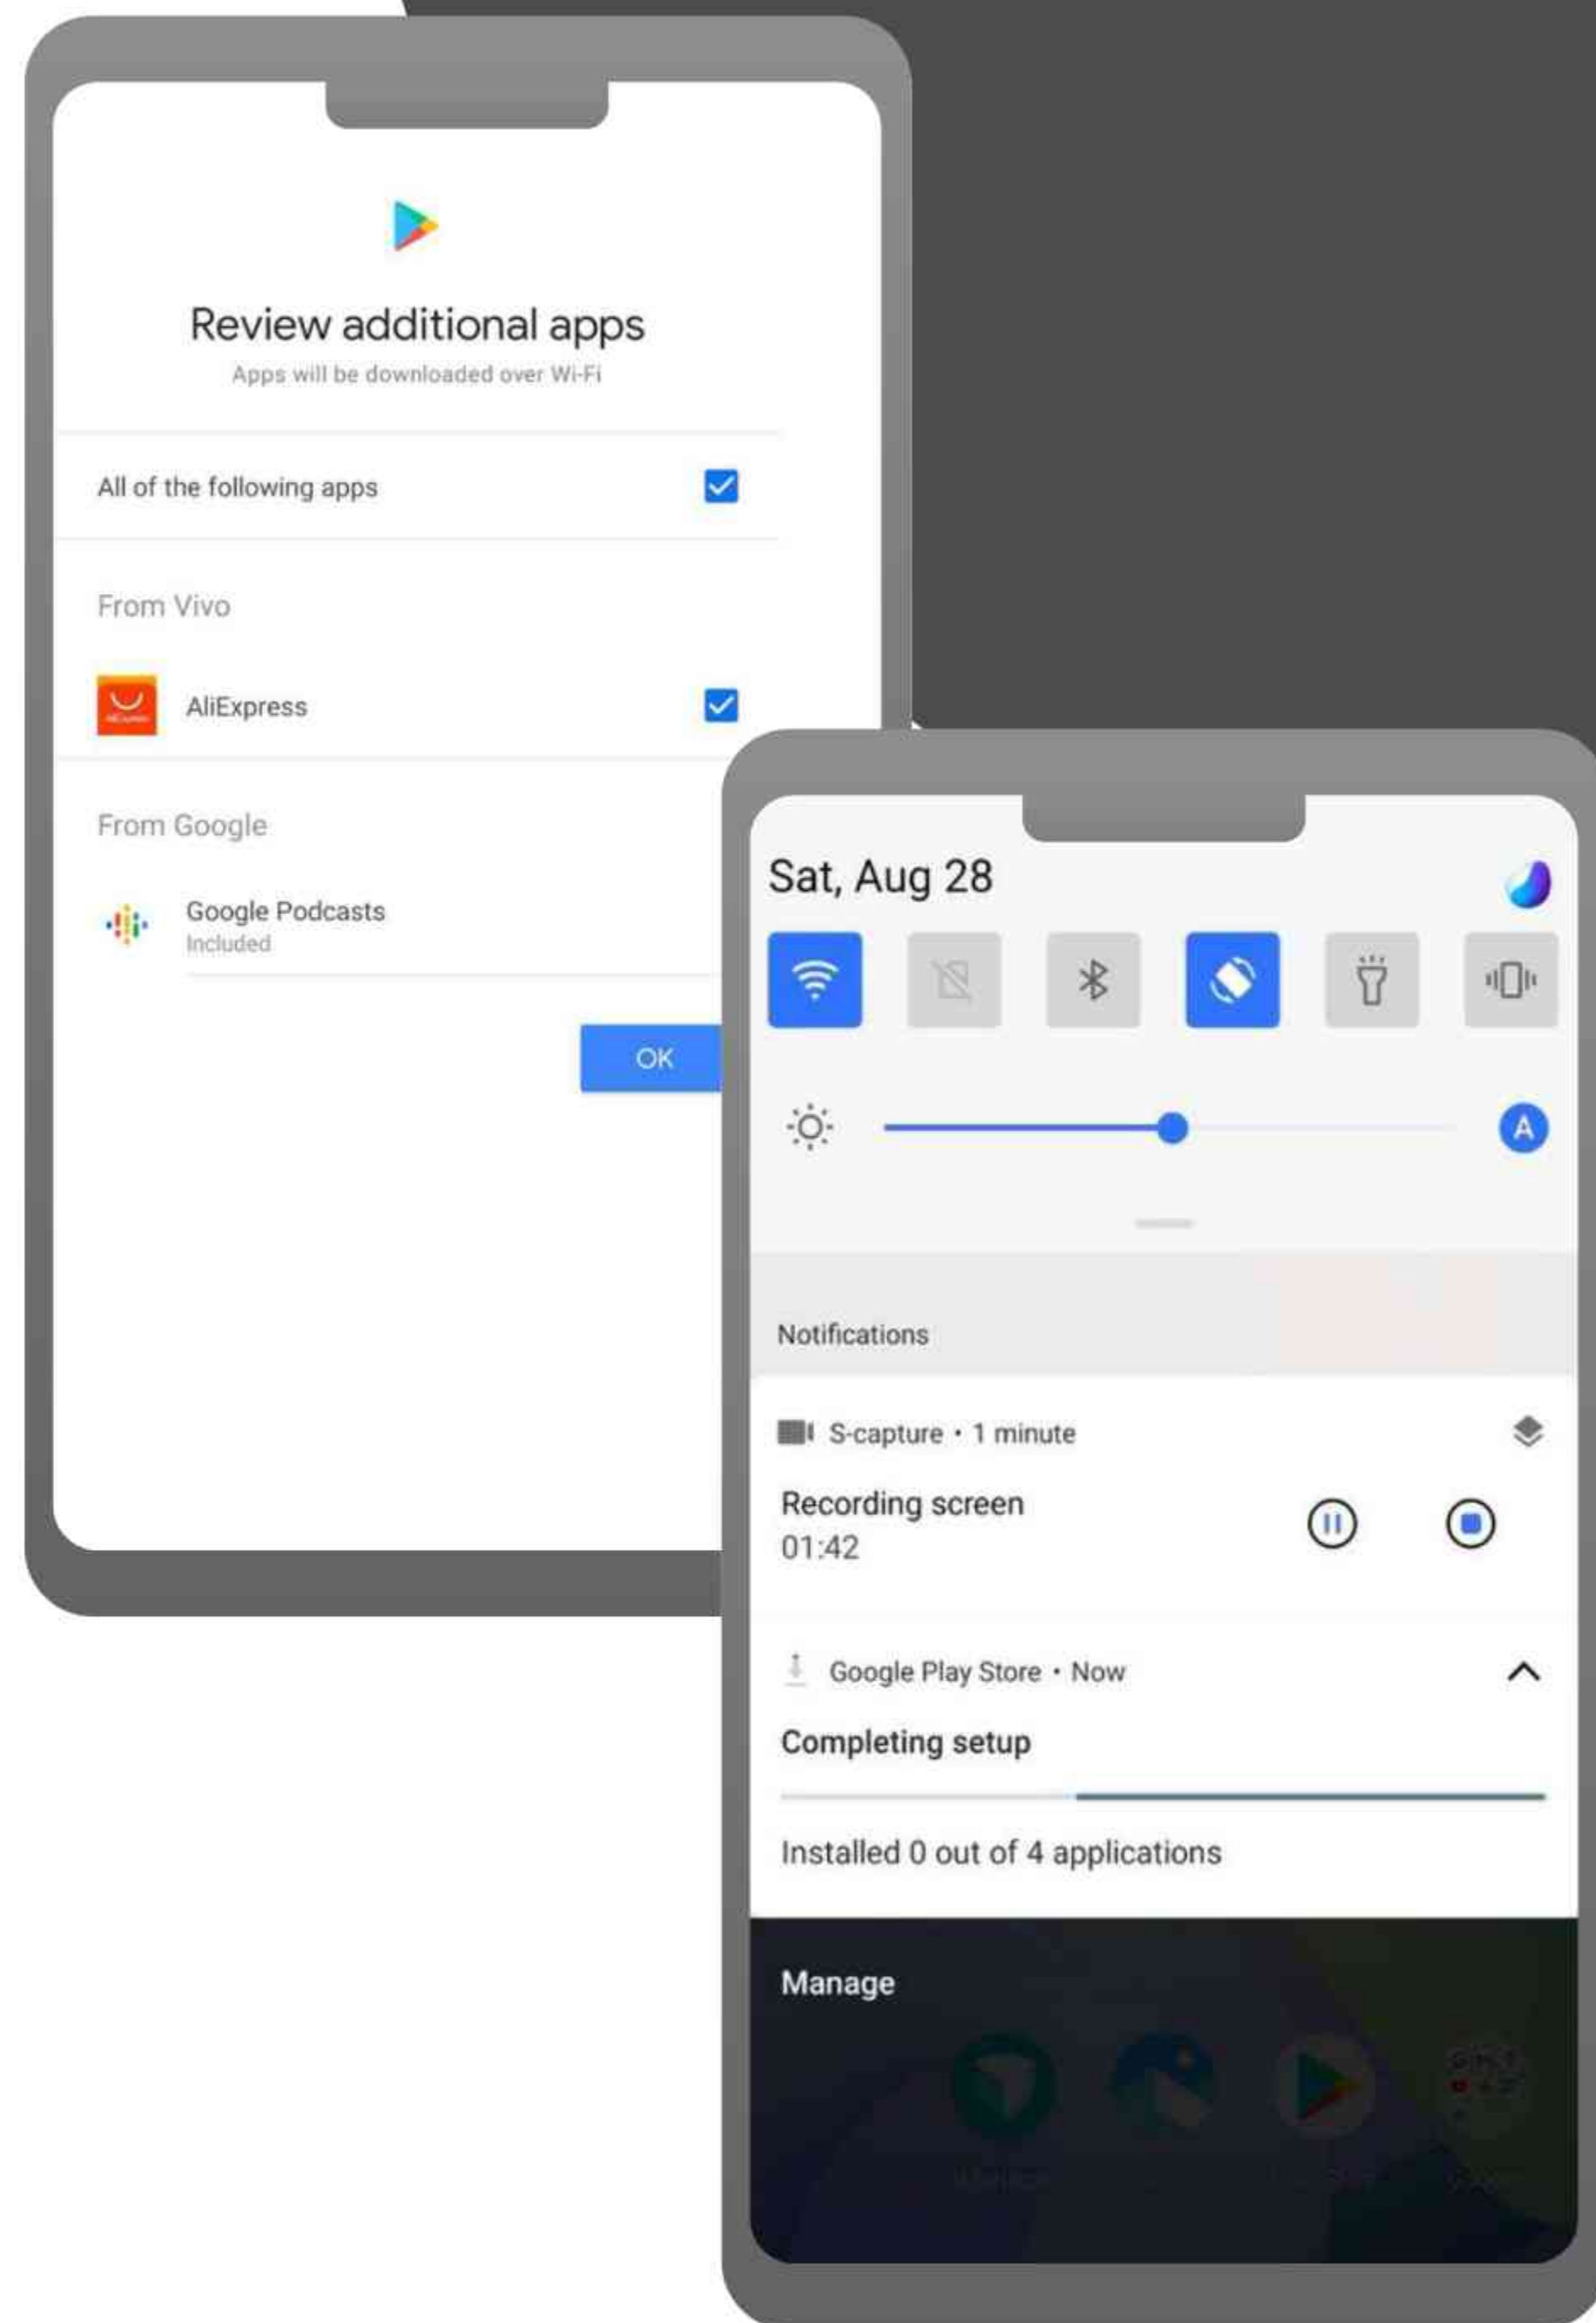 Review additional apps
Apps will be downloaded over Wi-Fi
All of the following apps
From Vivo
AliExpress
From Google
Google Podcasts
Included
OK
Sat, Aug 28
A
Notifications
S-capture • 1 minute
Recording screen
01:42
Google Play Store • Now
Completing setup
Installed 0 out of 4 applications
Manage